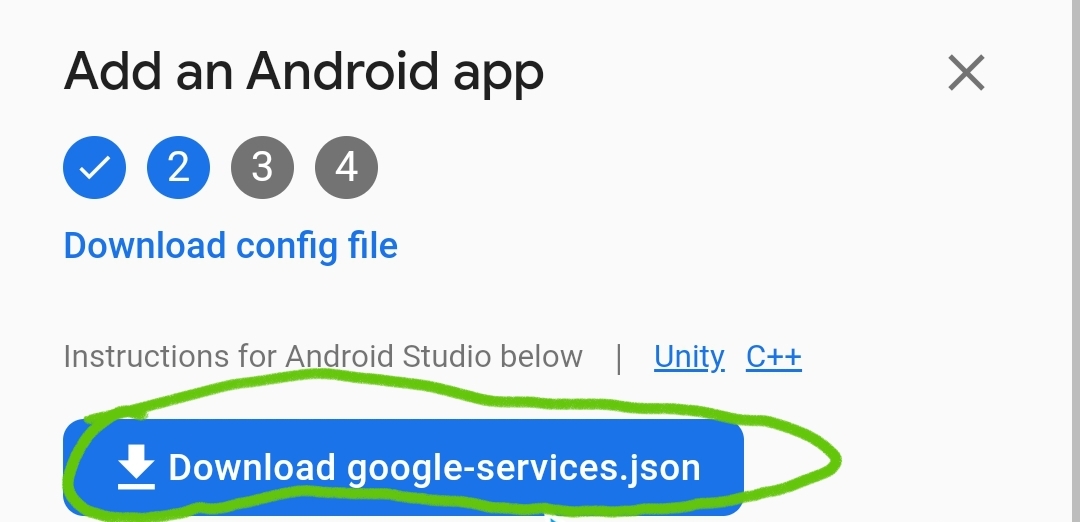 Add an Android app
2 3 4
Download config file
Instructions for Android Studio below | Unity C++
Download google-services.json